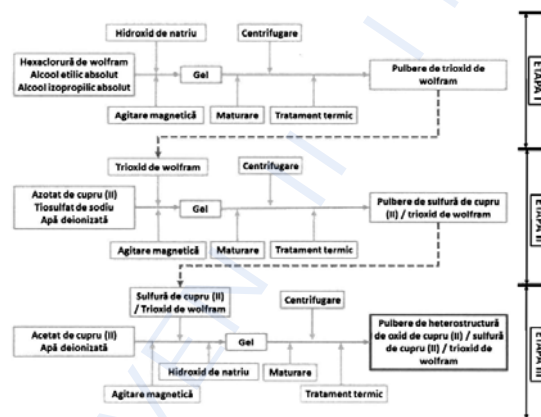 Hidroxid de natriu
Centrifugare
Hexaclorură de wolfram
Alcool etilic absolut
Alcool izopropilic absolut
Gel
Pulbere de trioxid de
wolfram
Agitare magnetică
Maturare
Tratament termic
ETAPA I
Trioxid de wolfram
Centrifugare
Azotat de cupru (II)
Tiosulfat de sodiu
Apă deionizată
Gel
Pulbere de sulfură de cupru
(II) / trioxid de wolfram
Agitare magnetică
Maturare
Tratament termic
ETAPA II
Sulfură de cupru (II)
/ Trioxid de wolfram
Centrifugare
Acetat de cupru (II)
Apă deionizată
Gel
Pulbere de heterostructură
de oxid de cupru (II) / sulfură
de cupru (II) / trioxid de
wolfram
Hidroxid de natriu
Maturare
Agitare magnetică
Tratament termic
ETAPA III